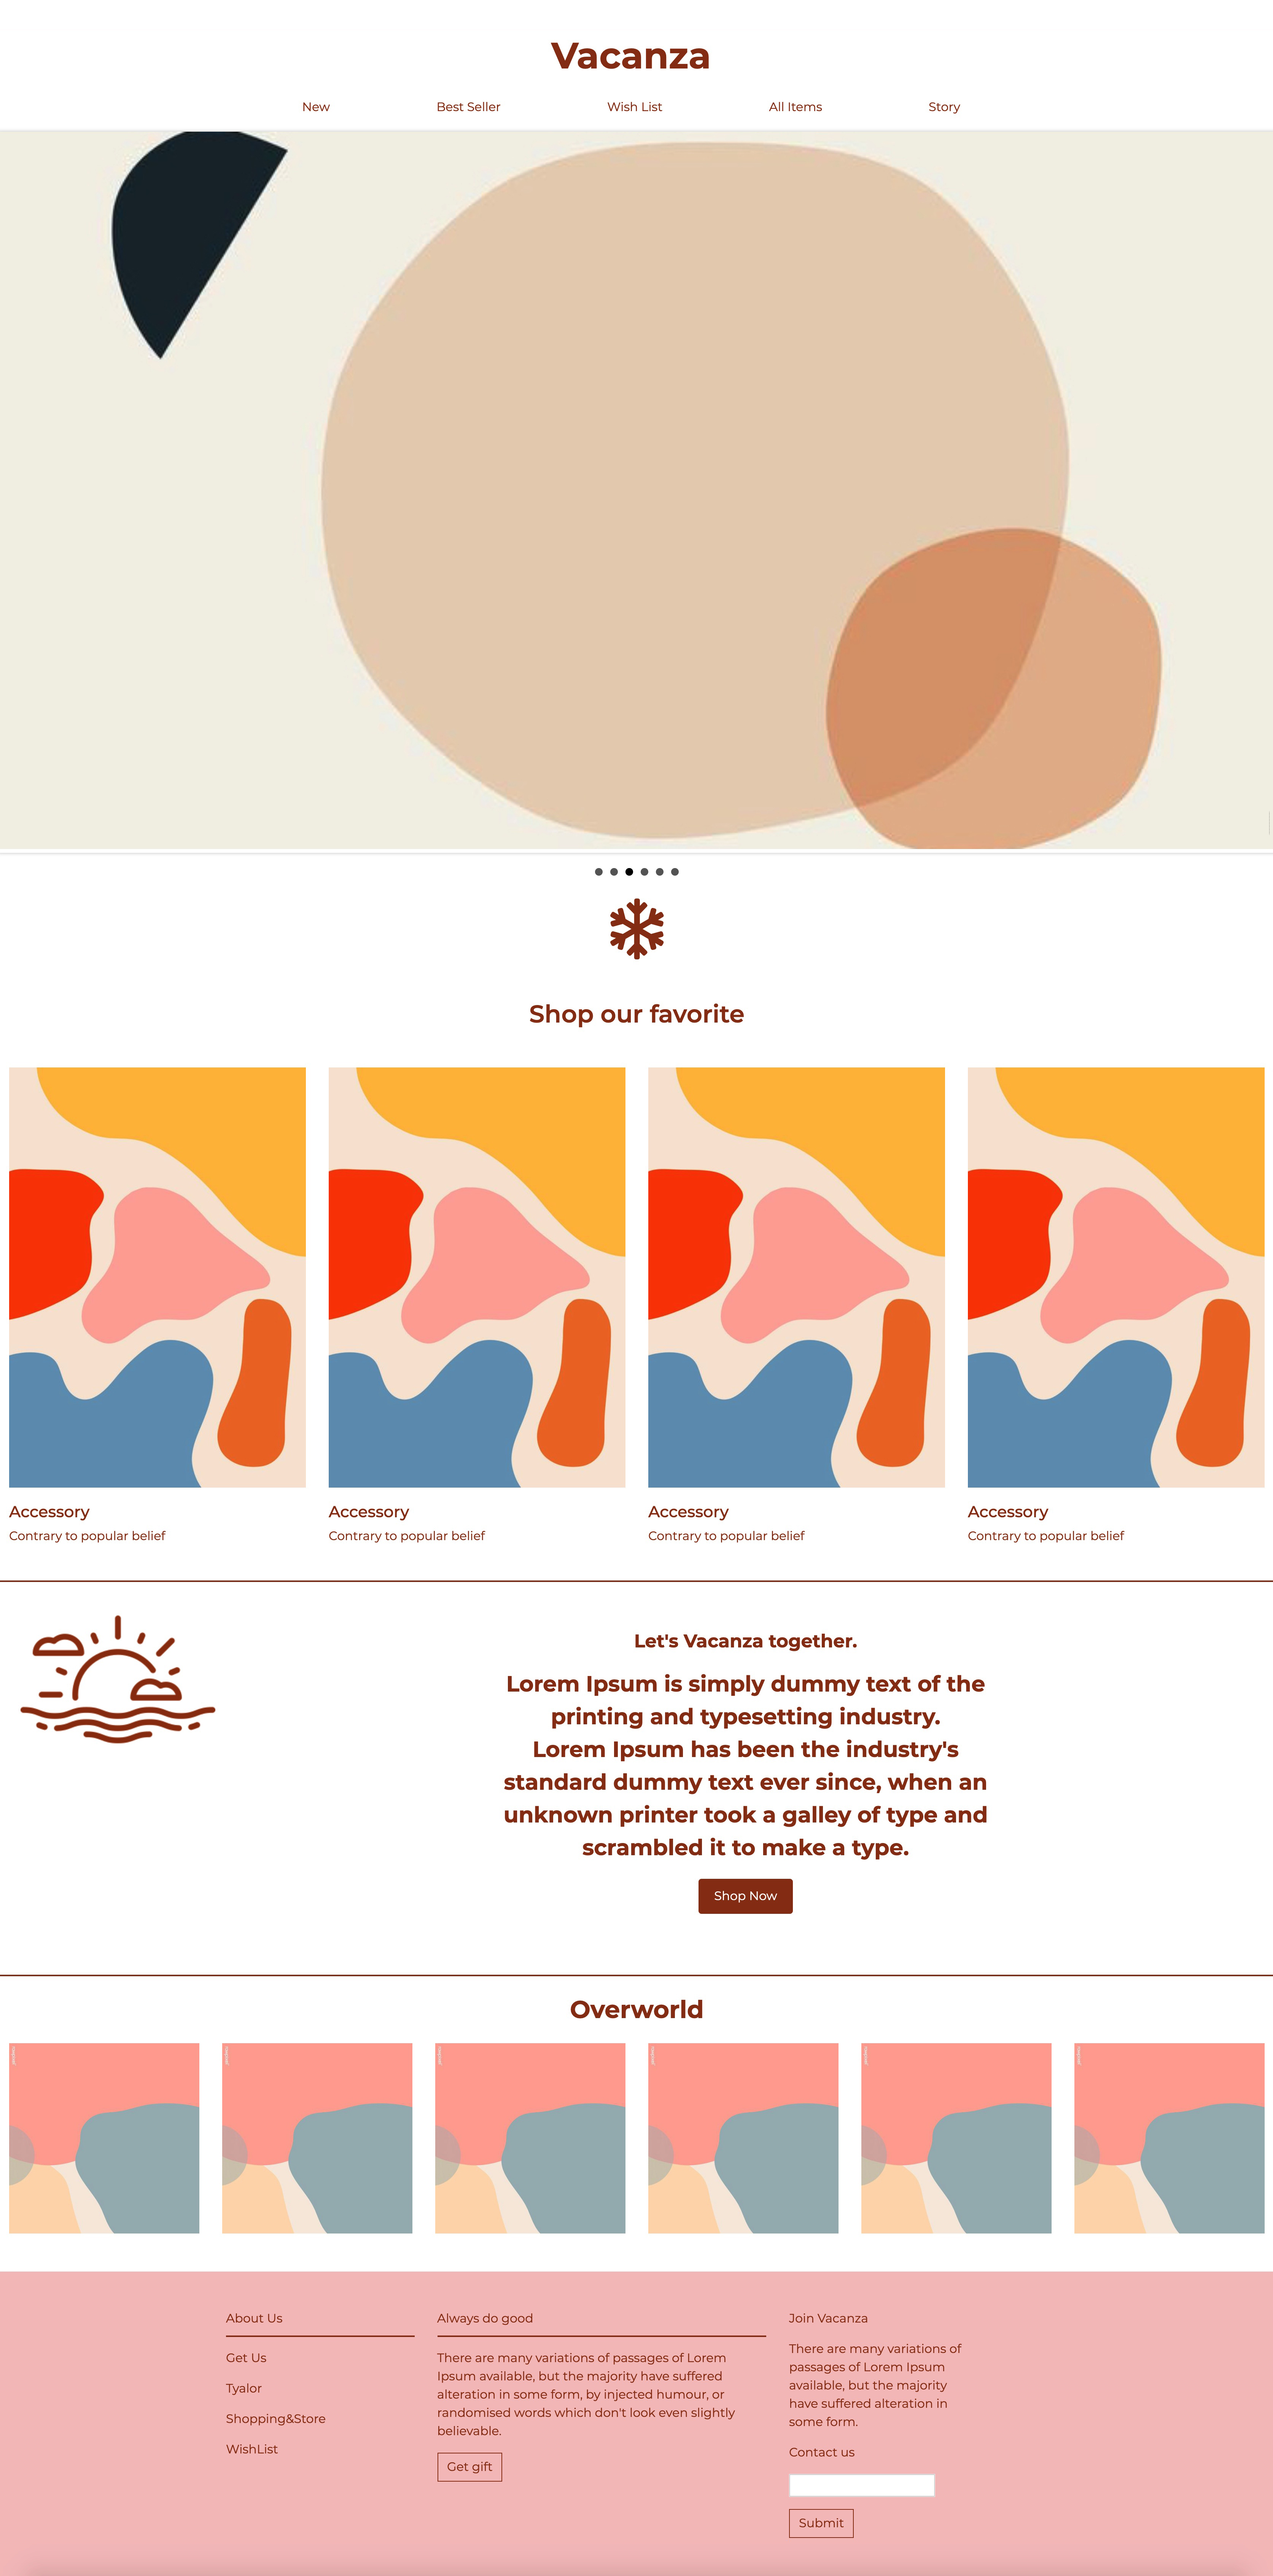 Vacanza
New Best Seller Wish List All Items Story
Shop our favorite
Accessory Accessory Accessory Accessory
Contrary to popular belief Contrary to popular belief Contrary to popular belief Contrary to popular belief
Let's Vacanza together.
Lorem Ipsum is simply dummy text of the
printing and typesetting industry.
Lorem Ipsum has been the industry's
standard dummy text ever since, when an
unknown printer took a galley of type and
scrambled it to make a type.
Shop Now
Overworld
About Us
Get Us
Tyalor
Shopping&Store
WishList
Always do good
There are many variations of passages of Lorem
Ipsum available, but the majority have suffered
alteration in some form, by injected humour, or
randomised words which don't look even slightly
believable.
Get gift
Join Vacanza
There are many variations of
passages of Lorem Ipsum
available, but the majority
have suffered alteration in
some form.
Contact us
Submit